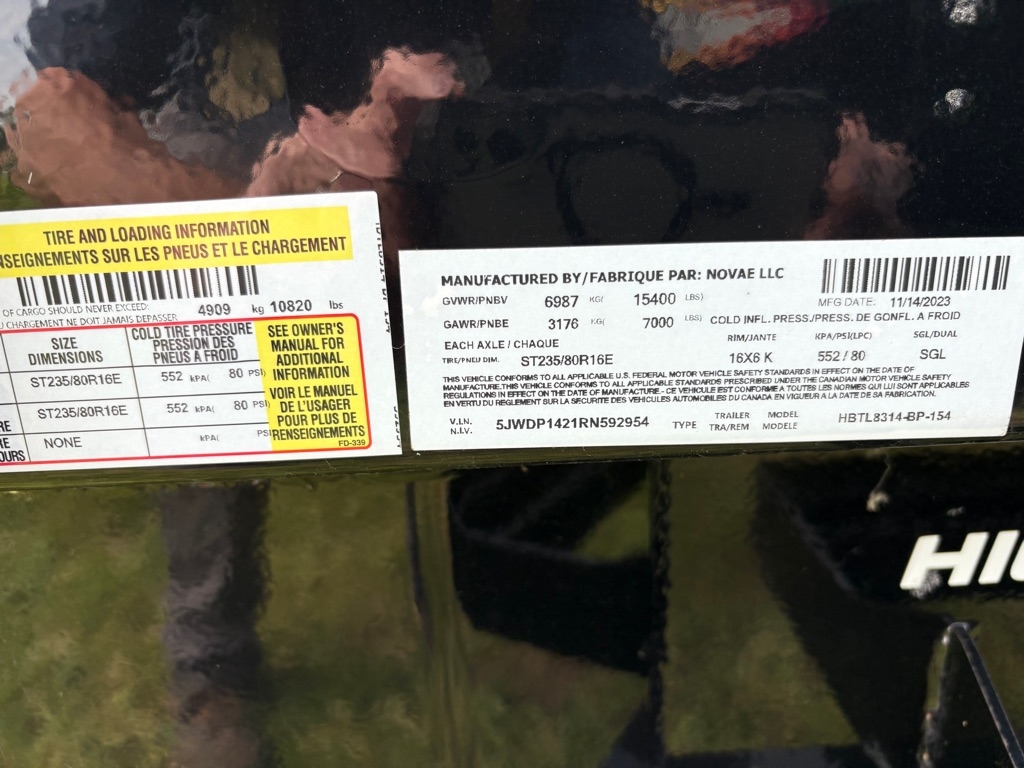 TIRE AND LOADING INFORMATION
NSEIGNEMENTS SUR LES PNEUS ET LE CHARGEMENT
OF CARGO SHOULD NEVER EXCEED: 4909 kg 10820 lbs
U CHARGEMENT NE DOIT JAMAIS DEPASSER
SIZE
DIMENSIONS
COLD TIRE PRESSURE
PRESSION DES
PNEUS A FROID
ST235/80R16E 552 kPA( 80 PSI)
ST235/80R16E 552 kPA( 80 PSI)
RE
NONE kPA( PSI
OURS
SEE OWNER'S
MANUAL FOR
ADDITIONAL
INFORMATION
VOIR LE MANUEL
DE L'USAGER
POUR PLUS DE
RENSEIGNEMENTS
FD-339
MANUFACTURED BY/FABRIQUE PAR: NOVAE LLC
GVWR/PNBV 6987 KG( 15400 LBS)
MFG DATE: 11/14/2023
GAWR/PNBE 3176 KG( 7000 LBS) COLD INFL. PRESS./PRESS. DE GONFL. A FROID
EACH AXLE / CHAQUE RIM/JANTE KPA/PSI(LPC) SGL/DUAL
TIRE/PNEU DIM. ST235/80R16E 16X6 K 552 / 80 SGL
THIS VEHICLE CONFORMS TO ALL APPLICABLE U.S. FEDERAL MOTOR VEHICLE SAFETY STANDARDS IN EFFECT ON THE DATE OF
MANUFACTURE.THIS VEHICLE CONFORMS TO ALL APPLICABLE STANDARDS PRESCRIBED UNDER THE CANADIAN MOTOR VEHICLE SAFETY
REGULATIONS IN EFFECT ON THE DATE OF MANUFACTURE - CE VEHICULE EST CONFORME A TOUTES LES NORMES QUI LUI SONT APPLICABLES
EN VERTU DU REGLEMENT SUR LA SECURITE DES VEHICULES AUTOMOBILES DU CANADA EN VIGUEUR A LA DATE DE SA FABRICATION.
V.I.N.
N.I.V.
5JWDP1421RN592954
TYPE TRAILER MODEL
TRA/REM MODÈLE
HBTL8314-BP-154
HI